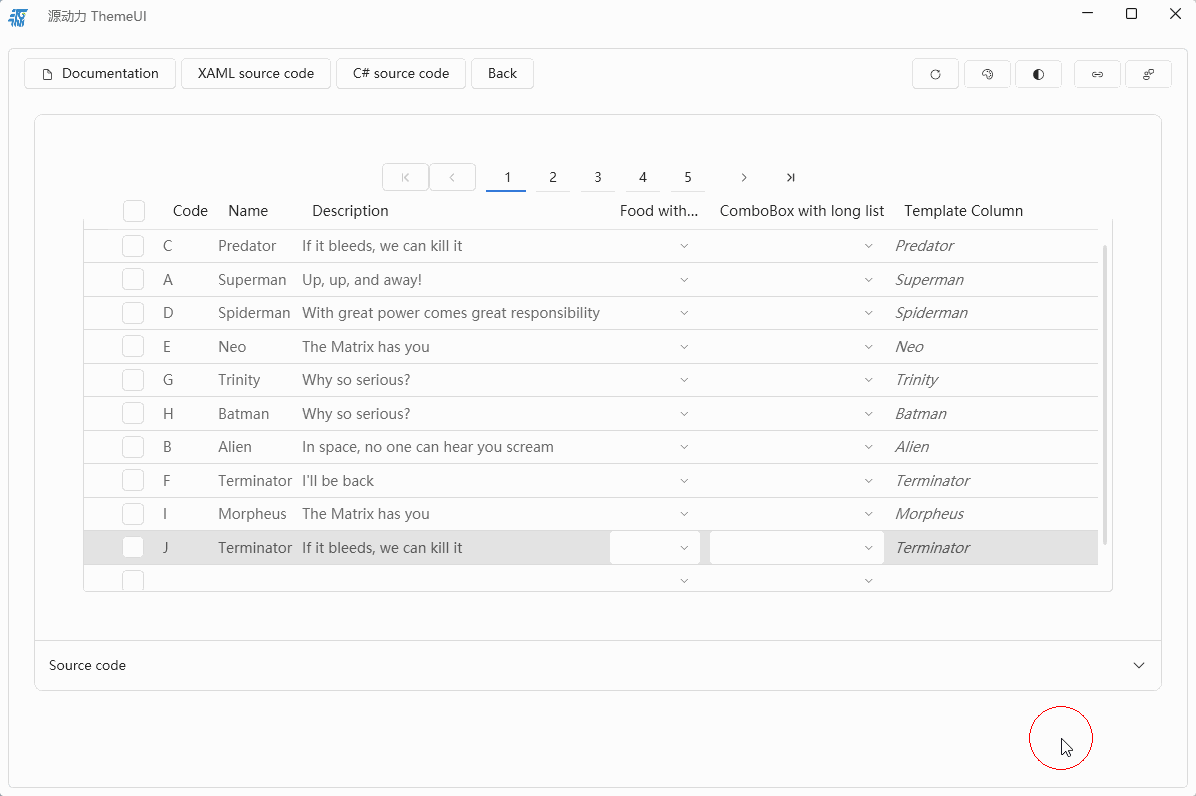 源动力 ThemeUI
Documentation XAML source code C# source code Back
1 2 3 4 5
Code Name Description Food with... ComboBox with long list Template Column
C Predator If it bleeds, we can kill it Predator
A Superman Up, up, and away! Superman
D Spiderman With great power comes great responsibility Spiderman
E Neo The Matrix has you Neo
G Trinity Why so serious? Trinity
H Batman Why so serious? Batman
B Alien In space, no one can hear you scream Alien
F Terminator I'll be back Terminator
I Morpheus The Matrix has you Morpheus
J Terminator If it bleeds, we can kill it Terminator
Source code